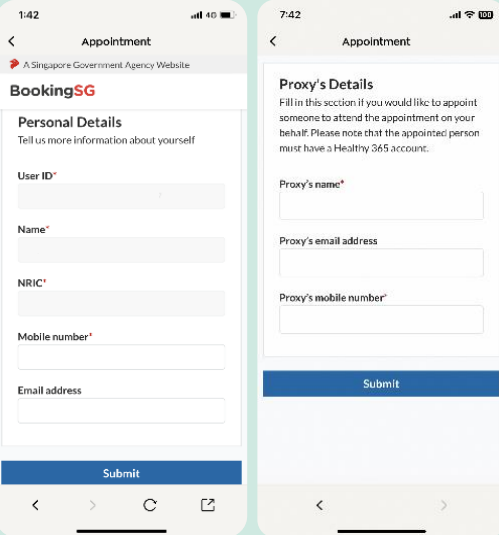 1:42
4G
Appointment
A Singapore Government Agency Website
BookingSG
Personal Details
Tell us more information about yourself
User ID*
Name*
NRIC*
Mobile number*
Email address
Submit
7:42
100
Appointment
Proxy's Details
Fill in this section if you would like to appoint
someone to attend the appointment on your
behalf. Please note that the appointed person
must have a Healthy 365 account.
Proxy's name*
Proxy's email address
Proxy's mobile number*
Submit